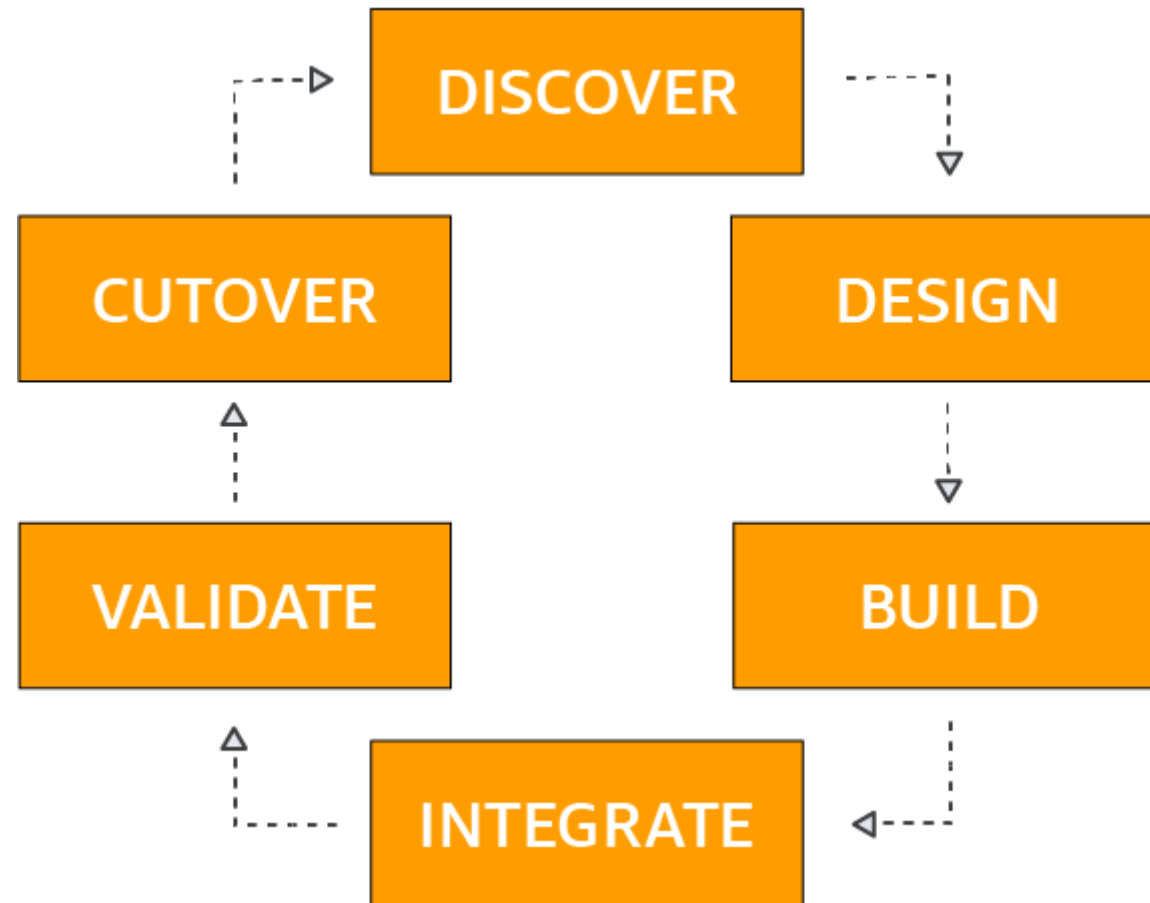 DISCOVER
DESIGN
BUILD
INTEGRATE
VALIDATE
CUTOVER